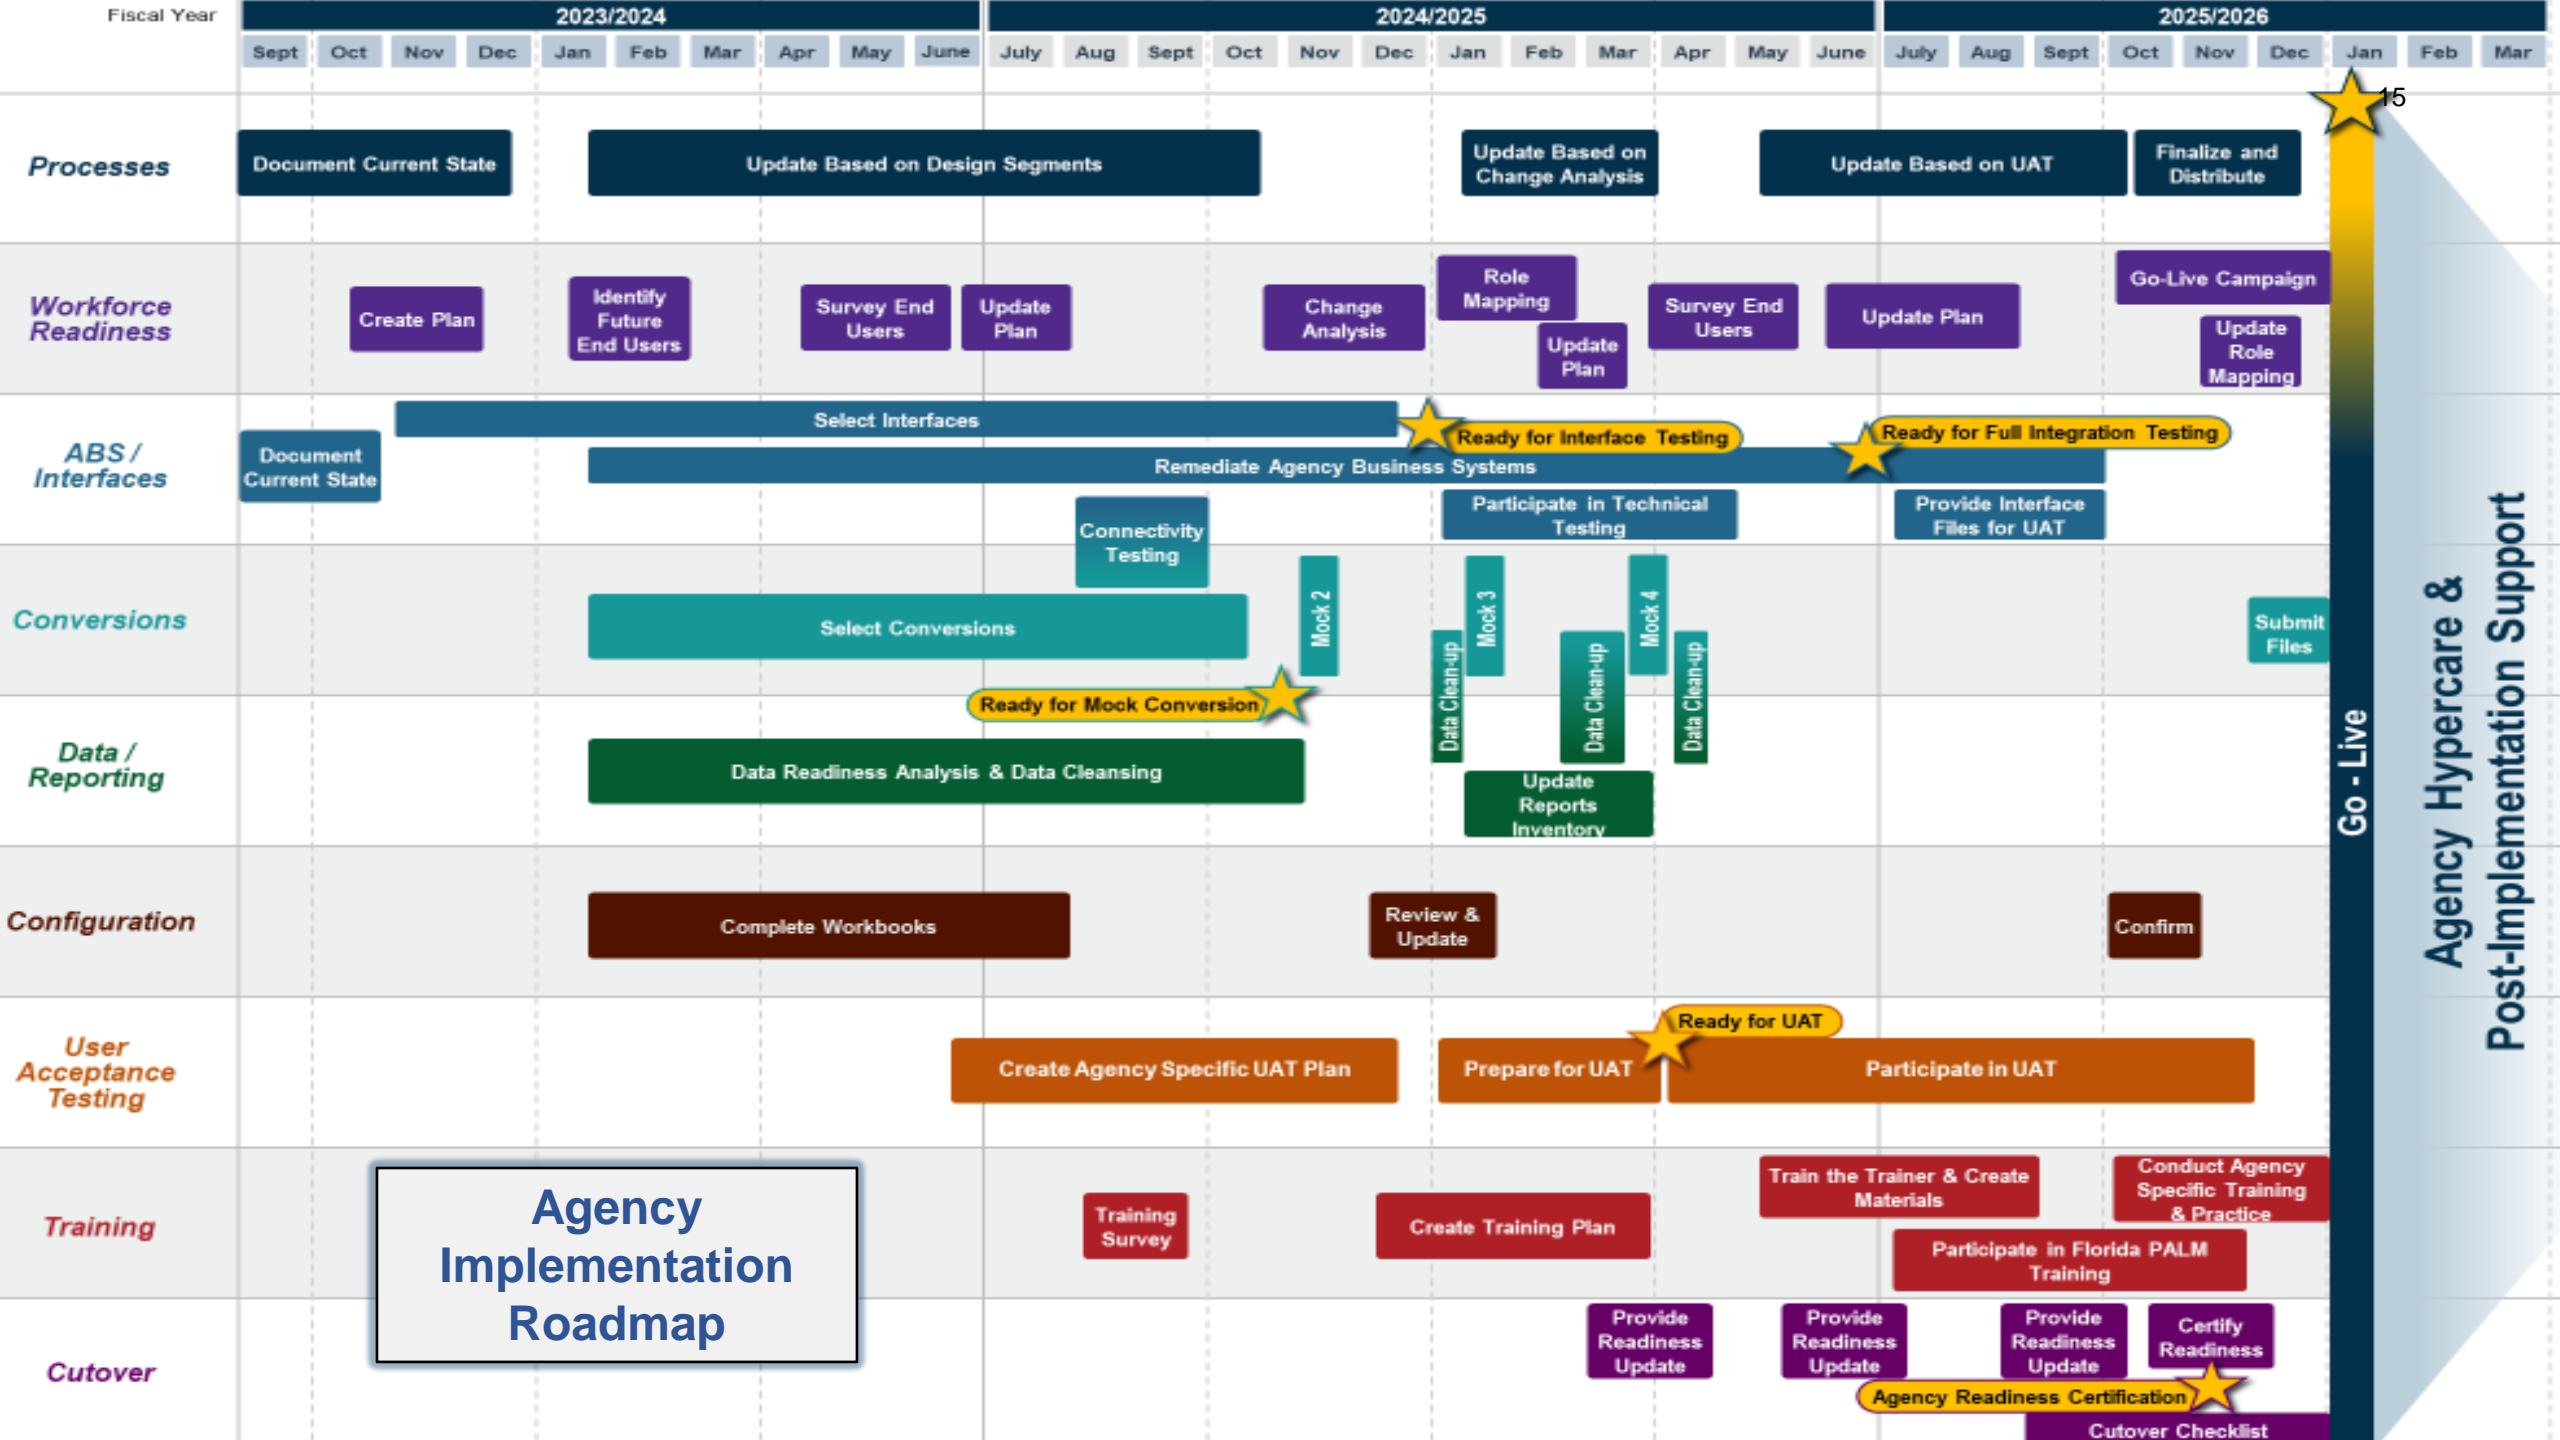 Fiscal Year
2023/2024
2024/2025
2025/2026
Sept Oct Nov Dec Jan Feb Mar Apr May June July Aug Sept Oct Nov Dec Jan Feb Mar Apr May June July Aug Sept Oct Nov Dec Jan Feb Mar
15
Processes
Document Current State
Update Based on Design Segments
Update Based on
Change Analysis
Update Based on UAT
Finalize and
Distribute
Workforce
Readiness
Create Plan
Identify
Future
End Users
Survey End
Users
Update
Plan
Change
Analysis
Role
Mapping
Update
Plan
Survey End
Users
Update Plan
Go-Live Campaign
Update
Role
Mapping
ABS /
Interfaces
Document
Current State
Select Interfaces
Ready for Interface Testing
Ready for Full Integration Testing
Remediate Agency Business Systems
Connectivity
Testing
Participate in Technical
Testing
Provide Interface
Files for UAT
Conversions
Select Conversions
Mock 2
Data Clean-up
Mock 3
Data Clean-up
Mock 4
Data Clean-up
Submit
Files
Ready for Mock Conversion
Data /
Reporting
Data Readiness Analysis & Data Cleansing
Update
Reports
Inventory
Configuration
Complete Workbooks
Review &
Update
Confirm
User
Acceptance
Testing
Create Agency Specific UAT Plan
Prepare for UAT
Ready for UAT
Participate in UAT
Training
Training
Survey
Create Training Plan
Train the Trainer & Create
Materials
Conduct Agency
Specific Training
& Practice
Participate in Florida PALM
Training
Cutover
Provide
Readiness
Update
Provide
Readiness
Update
Provide
Readiness
Update
Certify
Readiness
Agency Readiness Certification
Cutover Checklist
Agency
Implementation
Roadmap
Go - Live
Agency Hypercare &
Post-Implementation Support